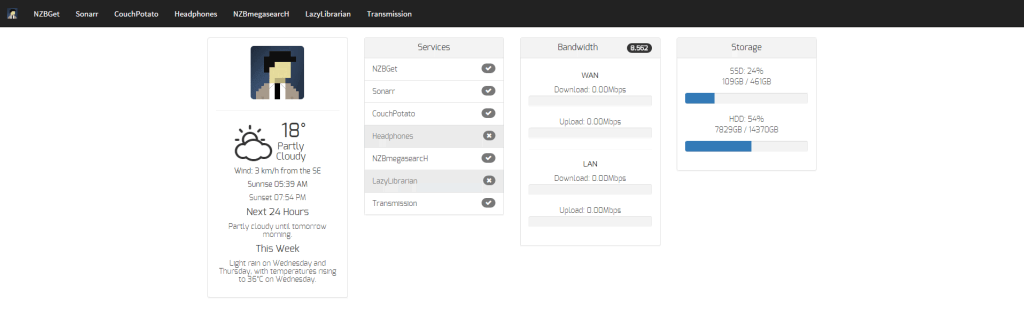 NZBGet Sonarr CouchPotato Headphones NZBmegasearcH LazyLibrarian Transmission
18°
Partly
Cloudy
Wind: 3 km/h from the SE
Sunrise 05:39 AM
Sunset 07:54 PM
Next 24 Hours
Partly cloudy until tomorrow
morning.
This Week
Light rain on Wednesday and
Thursday, with temperatures rising
to 36°C on Wednesday.
Services
NZBGet
Sonarr
CouchPotato
Headphones
NZBmegasearcH
LazyLibrarian
Transmission
Bandwidth 8.562
WAN
Download: 0.00Mbps
Upload: 0.00Mbps
LAN
Download: 0.00Mbps
Upload: 0.00Mbps
Storage
SSD: 24%
109GB / 461GB
HDD: 54%
7829GB / 14370GB